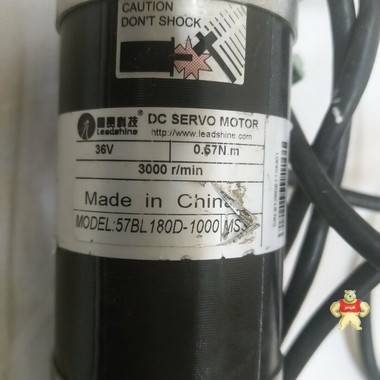 CAUTION
DON'T SHOCK
雷赛科技
Leadshine
DC SERVO MOTOR
http://www.leadshine.com
36V 0.67N.m
3000 r/min
Made in China
MODEL:57BL180D-1000 MS